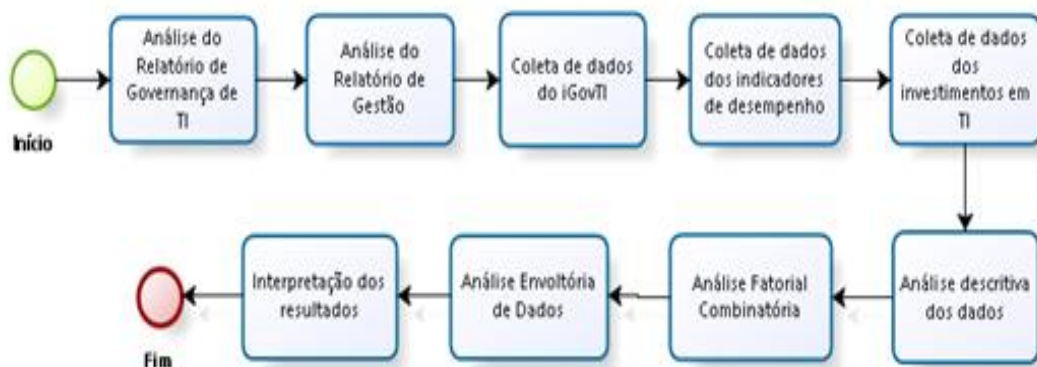 Análise do
Relatório de
Governança de
TI
Análise do
Relatório de
Gestão
Coleta de dados
do iGovTI
Coleta de dados
dos indicadores
de desempenho
Coleta de dados
dos
investimentos em
TI
Início
Análise descritiva
dos dados
Análise Fatorial
Combinatória
Análise Envoltória
de Dados
Interpretação dos
resultados
Fim